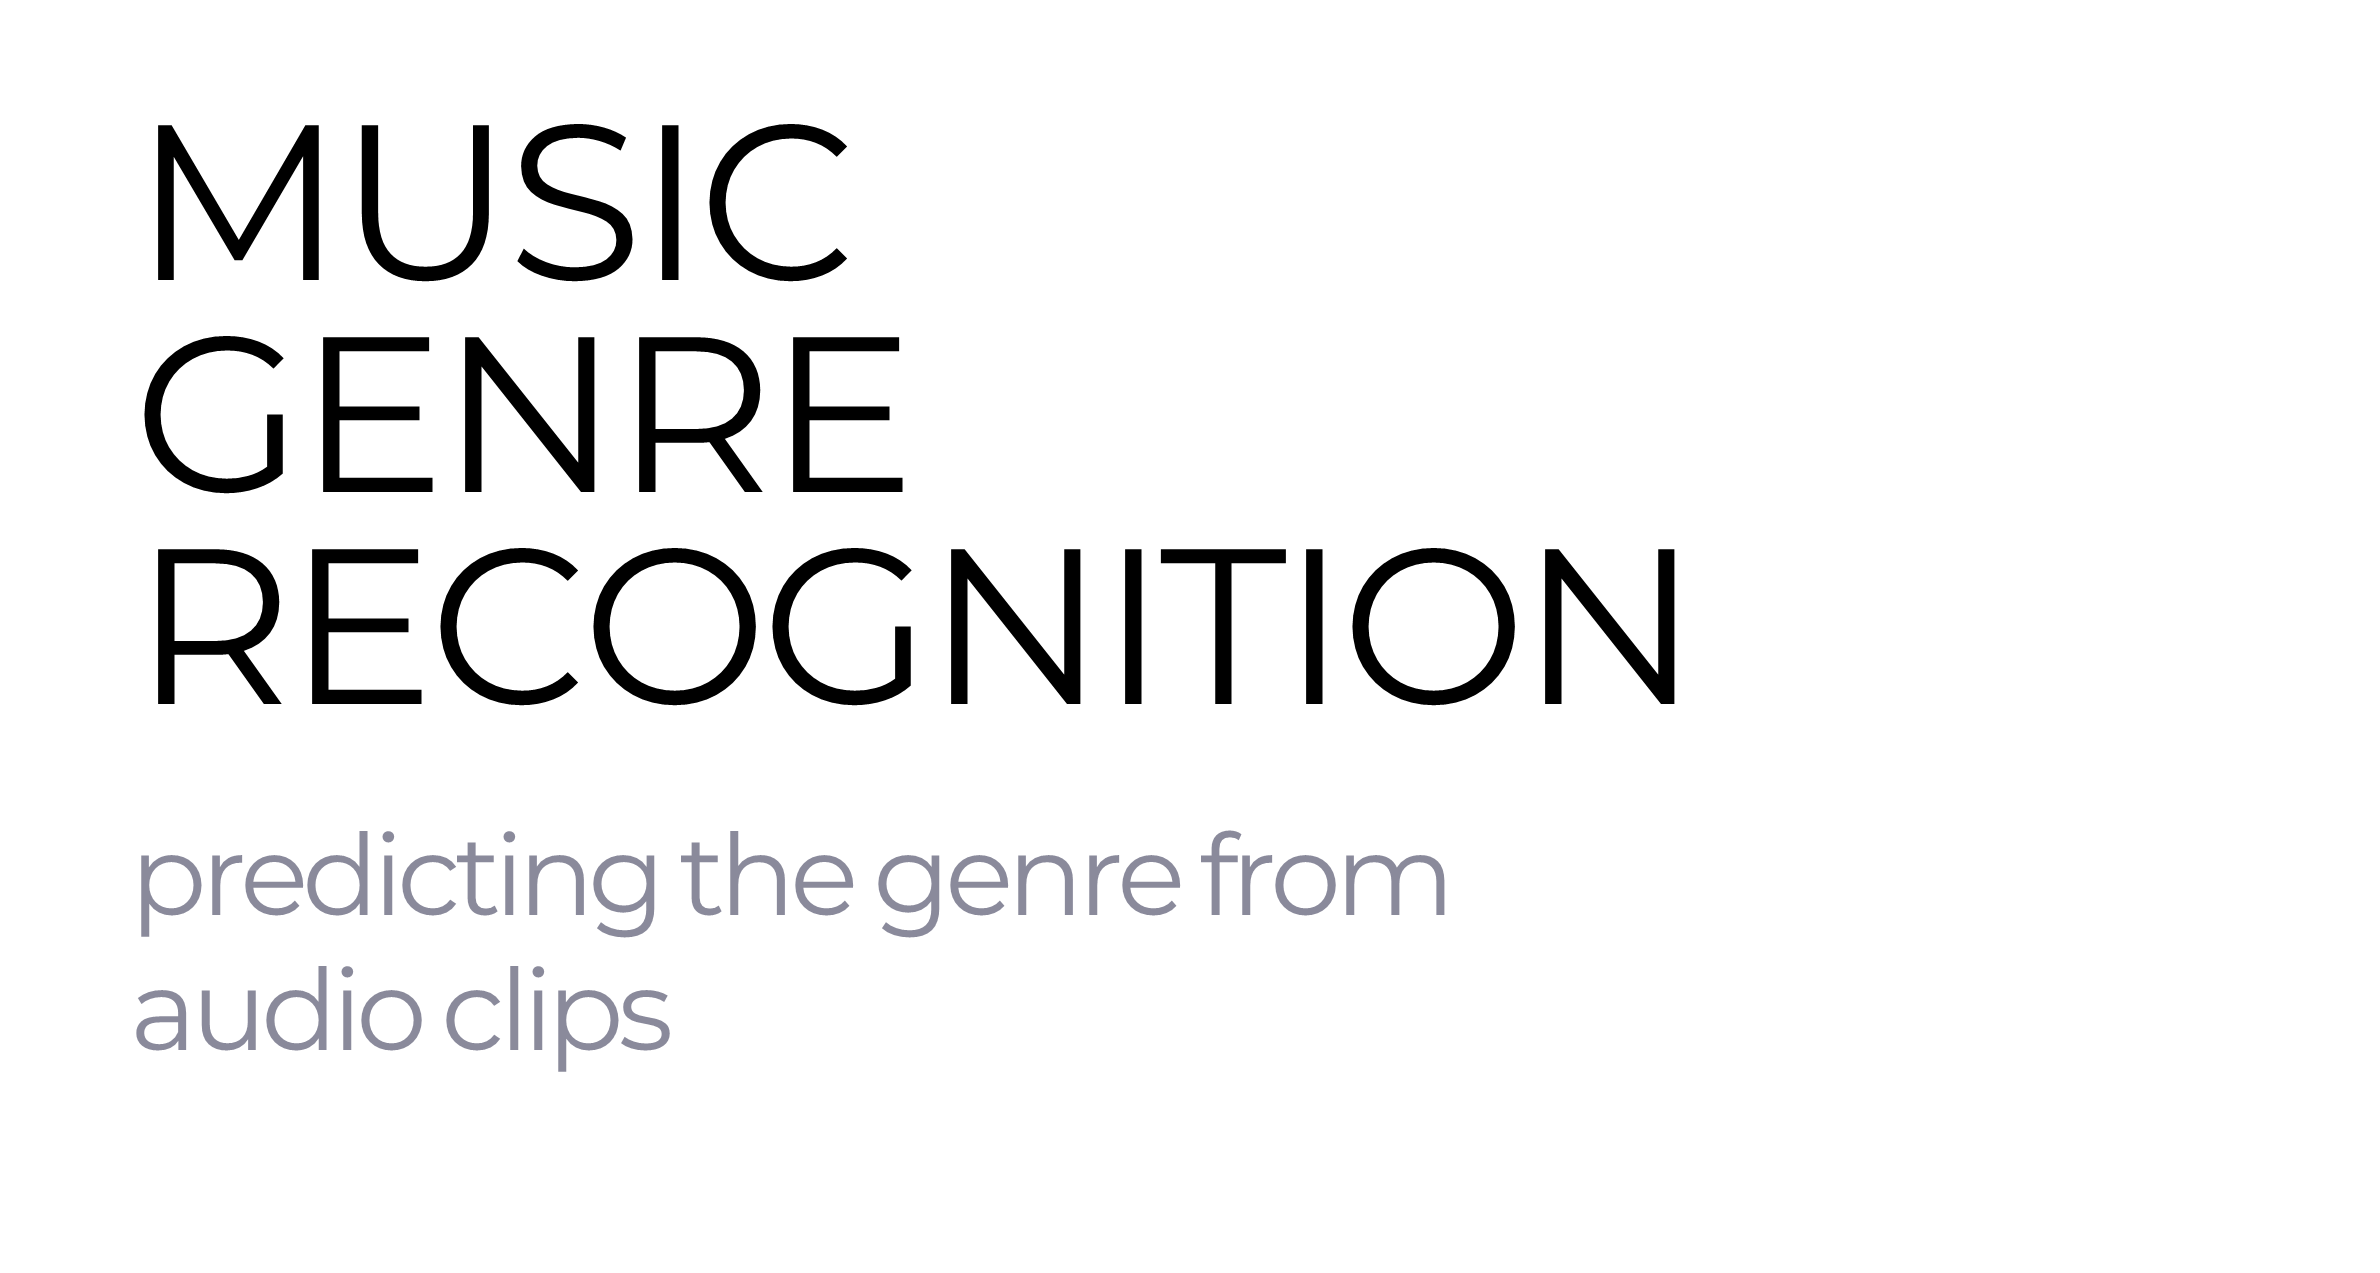 MUSIC
GENRE
RECOGNITION
predicting the genre from
audio clips